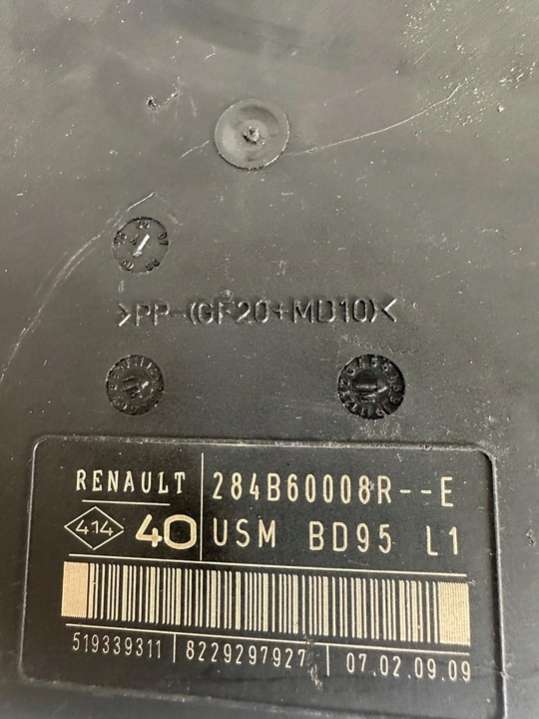 >PP-(GF20+MD10)<
RENAULT 284B60008R--E
414 40 USM BD95 L1
519339311 8229297927 07.02.09.09